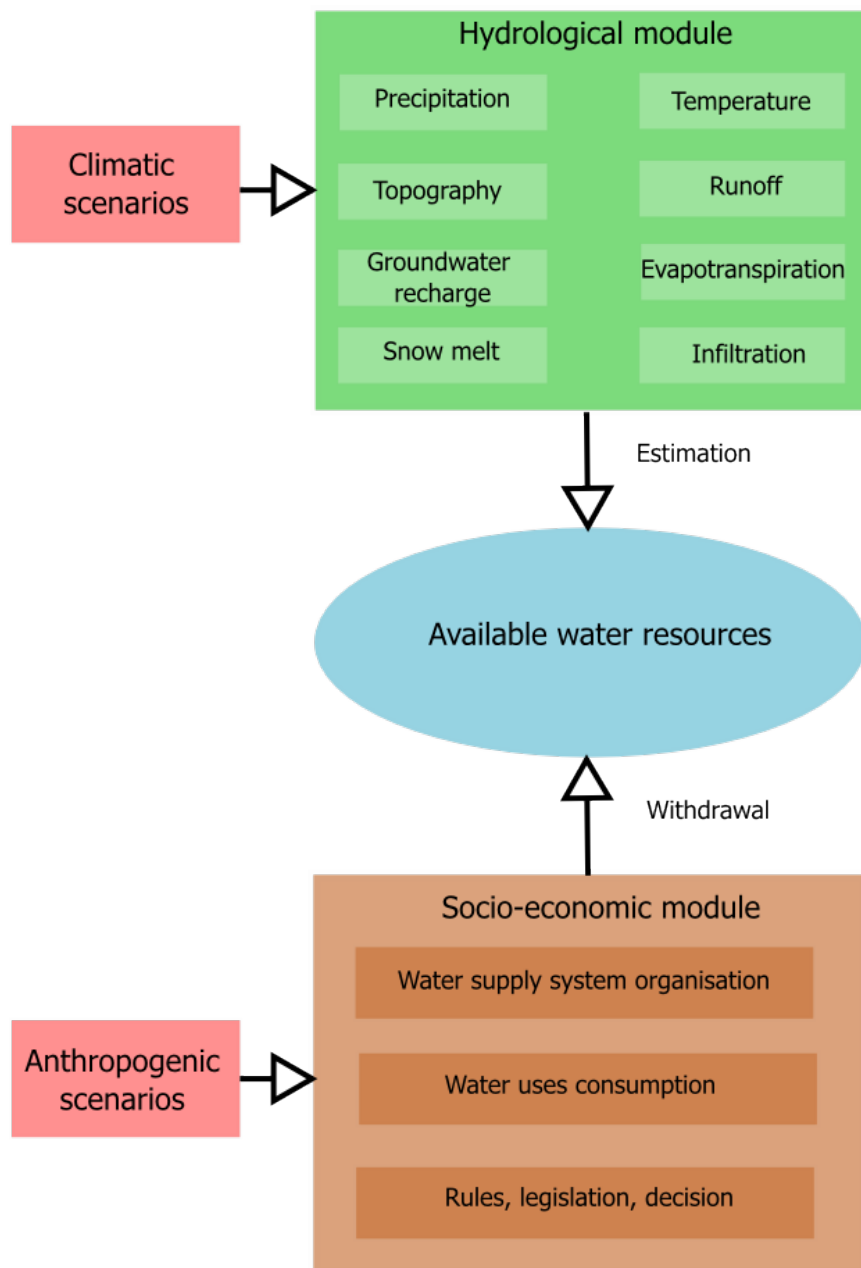 Hydrological module
Precipitation
Temperature
Climatic
scenarios
Topography
Runoff
Groundwater
recharge
Evapotranspiration
Snow melt
Infiltration
Estimation
Available water resources
Withdrawal
Socio-economic module
Water supply system organisation
Anthropogenic
scenarios
Water uses consumption
Rules, legislation, decision